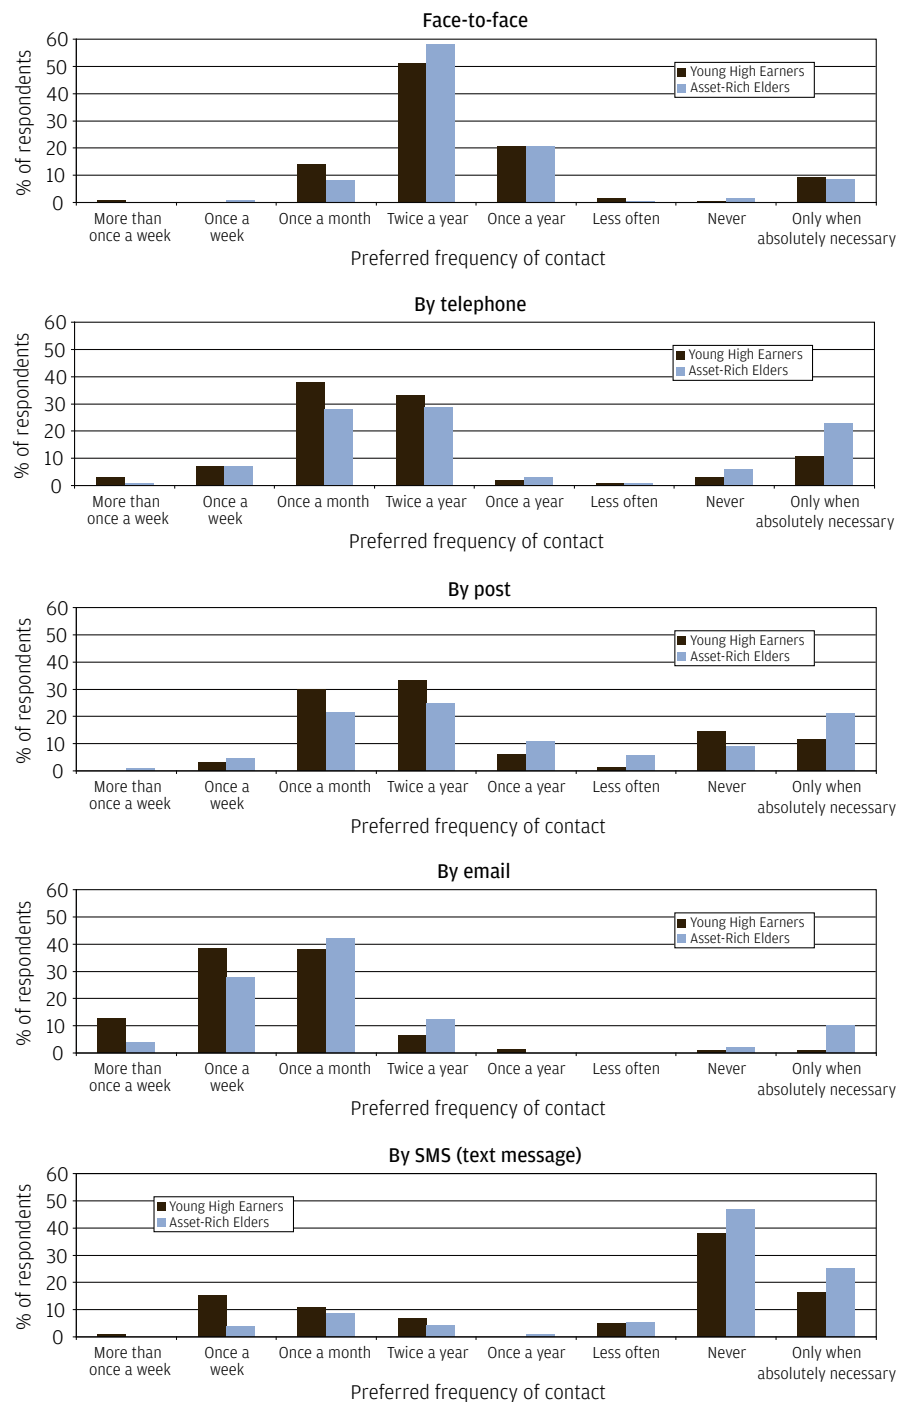 Face-to-face
60
50
40
30
20
10
0
% of respondents
Young High Earners
Asset-Rich Elders
More than once a week
Once a week
Once a month
Twice a year
Once a year
Less often
Never
Only when absolutely necessary
Preferred frequency of contact
By telephone
60
50
40
30
20
10
0
% of respondents
Young High Earners
Asset-Rich Elders
More than once a week
Once a week
Once a month
Twice a year
Once a year
Less often
Never
Only when absolutely necessary
Preferred frequency of contact
By post
60
50
40
30
20
10
0
% of respondents
Young High Earners
Asset-Rich Elders
More than once a week
Once a week
Once a month
Twice a year
Once a year
Less often
Never
Only when absolutely necessary
Preferred frequency of contact
By email
60
50
40
30
20
10
0
% of respondents
Young High Earners
Asset-Rich Elders
More than once a week
Once a week
Once a month
Twice a year
Once a year
Less often
Never
Only when absolutely necessary
Preferred frequency of contact
By SMS (text message)
60
50
40
30
20
10
0
% of respondents
Young High Earners
Asset-Rich Elders
More than once a week
Once a week
Once a month
Twice a year
Once a year
Less often
Never
Only when absolutely necessary
Preferred frequency of contact